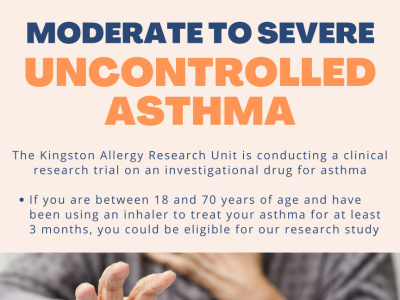 MODERATE TO SEVERE
UNCONTROLLED
ASTHMA
The Kingston Allergy Research Unit is conducting a clinical
research trial on an investigational drug for asthma
• If you are between 18 and 70 years of age and have
been using an inhaler to treat your asthma for at least
3 months, you could be eligible for our research study